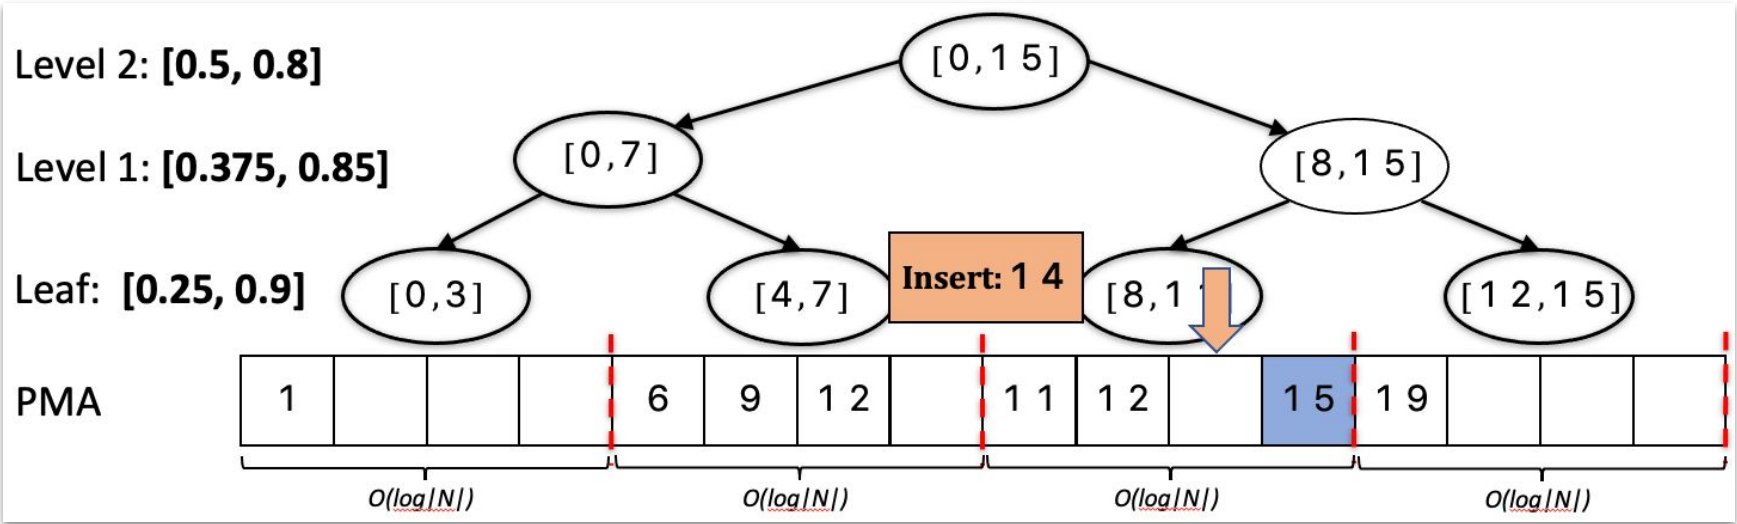 Level 2: [0.5, 0.8]
[0,15]
Level 1: [0.375, 0.85]
[0,7]
[8,15]
Leaf: [0.25, 0.9]
[0,3]
[4,7]
Insert: 14
[12,15]
PMA
1
6
9
12
11
12
15
19
O(log|N|)
O(log|N|)
O(log|N|)
O(log|N|)